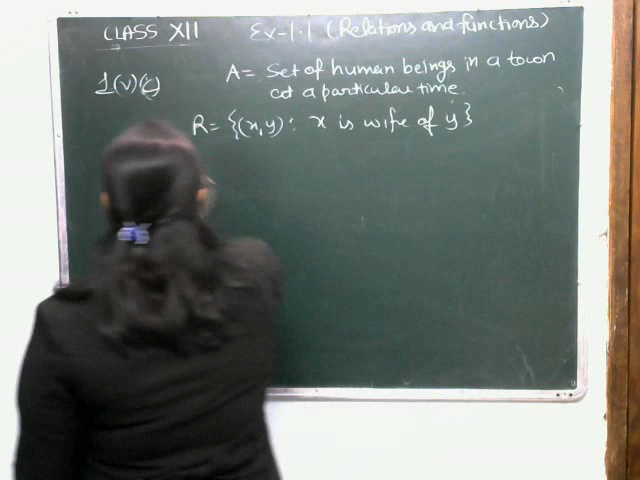 CLASS XII Ex-1.1 (Relations and functions)
A = Set of human beings in a town
at a particular time.
R = {(x,y): x is wife of y}